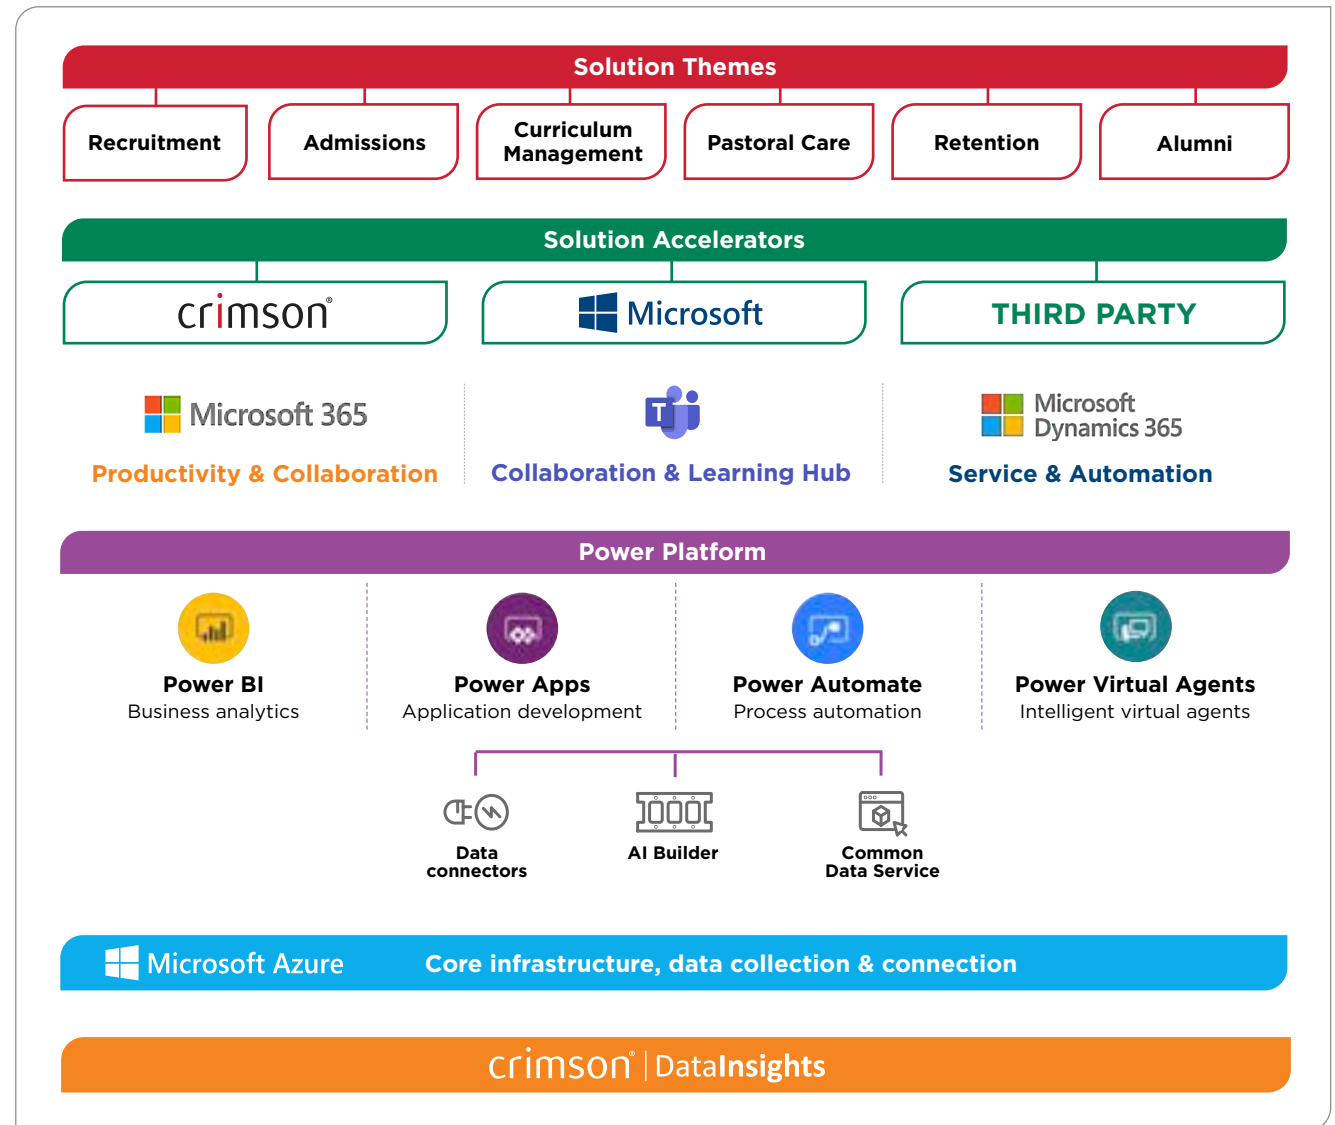 Solution Themes
Recruitment
Admissions
Curriculum
Management
Pastoral Care
Retention
Alumni
Solution Accelerators
crimson®
Microsoft
THIRD PARTY
Microsoft 365
Productivity & Collaboration
T
Collaboration & Learning Hub
Microsoft
Dynamics 365
Service & Automation
Power Platform
Power BI
Business analytics
Power Apps
Application development
Power Automate
Process automation
Power Virtual Agents
Intelligent virtual agents
Data
connectors
AI Builder
Common
Data Service
Microsoft Azure
Core infrastructure, data collection & connection
crimson® | DataInsights